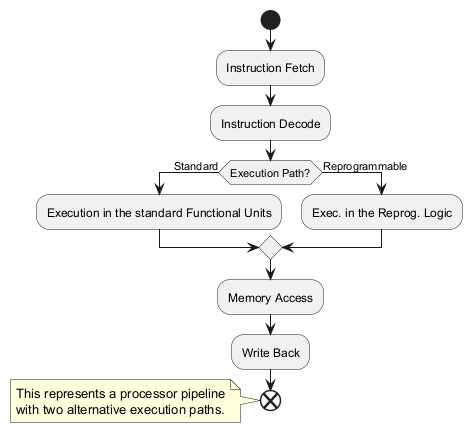 Instruction Fetch
Instruction Decode
Standard
Execution Path?
Reprogrammable
Execution in the standard Functional Units
Exec. in the Reprog. Logic
Memory Access
Write Back
This represents a processor pipeline
with two alternative execution paths.